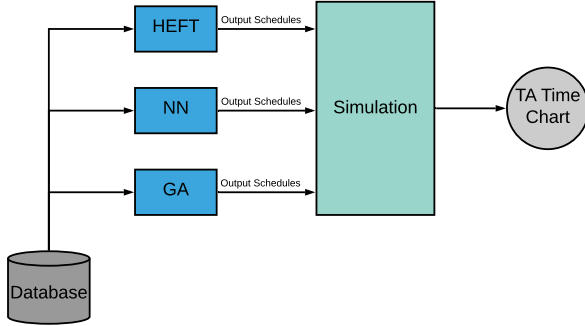 HEFT
Output Schedules
NN
Output Schedules
GA
Output Schedules
Simulation
TA Time
Chart
Database